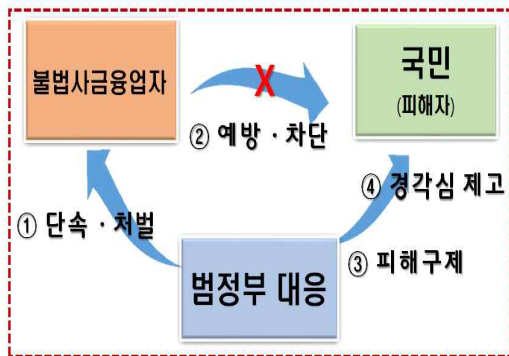 불법사금융업자
X
국민
(피해자)
② 예방 · 차단
④ 경각심 제고
① 단속 · 처벌
③ 피해구제
범정부 대응